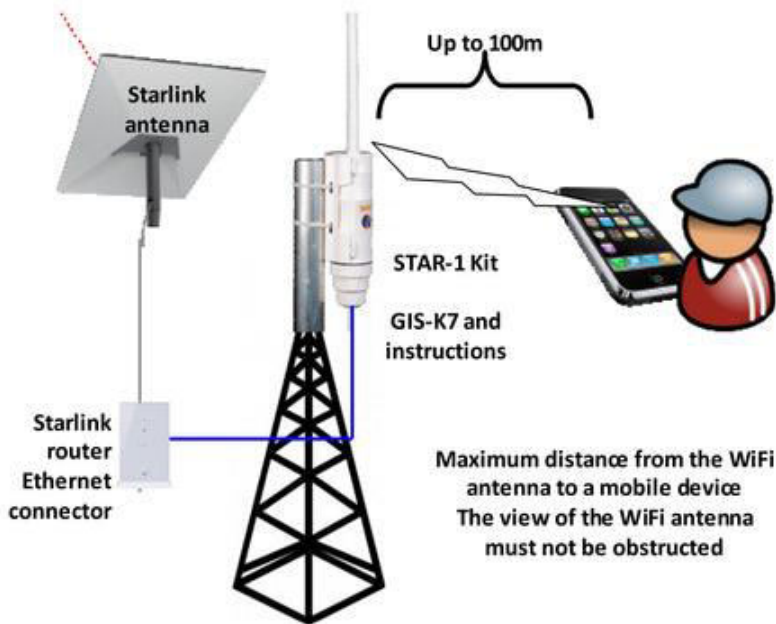 Up to 100m
Starlink
antenna
STAR-1 Kit
GIS-K7 and
instructions
Starlink
router
Ethernet
connector
Maximum distance from the WiFi
antenna to a mobile device
The view of the WiFi antenna
must not be obstructed